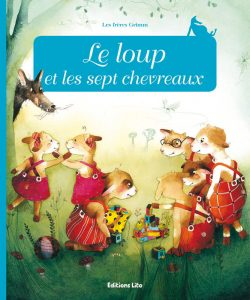 Les frères Grimm
Le loup
et les sept chevreaux
Éditions Lito